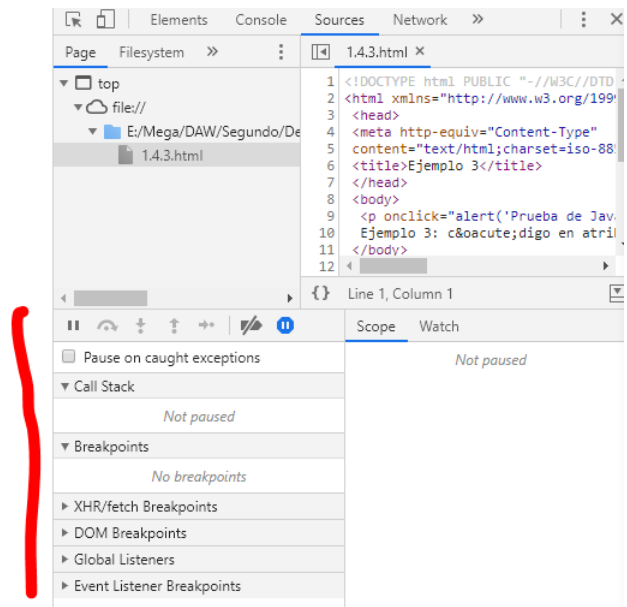 Elements Console Sources Network »
Page Filesystem » 1.4.3.html ×
top
file://
E:/Mega/DAW/Segundo/De
1.4.3.html
1 <!DOCTYPE html PUBLIC "-//W3C//DTD
2 <html xmlns="http://www.w3.org/199
3 <head>
4 <meta http-equiv="Content-Type"
5 content="text/html;charset=iso-88
6 <title>Ejemplo 3</title>
7 </head>
8 <body>
9 <p onclick="alert('Prueba de Jav
10 Ejemplo 3: c&oacute;digo en atri
11 </body>
12
{} Line 1, Column 1
Pause on caught exceptions
Call Stack
Not paused
Breakpoints
No breakpoints
XHR/fetch Breakpoints
DOM Breakpoints
Global Listeners
Event Listener Breakpoints
Scope Watch
Not paused